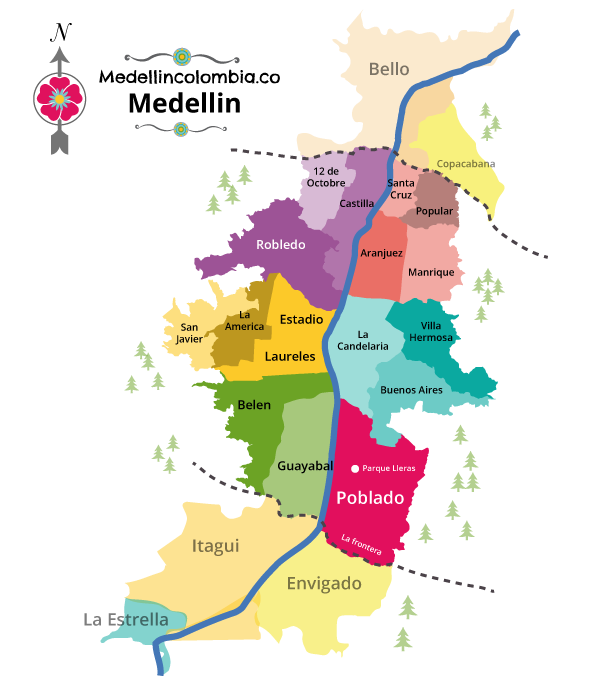 N
Medellincolombia.co
Medellin
Bello
Copacabana
12 de
Octobre
Santa
Cruz
Castilla
Popular
Robledo
Aranjuez
Manrique
La
America
San
Javier
Estadio
Laureles
La
Candelaria
Villa
Hermosa
Buenos Aires
Belen
Guayabal
Parque Lleras
Poblado
La frontera
Itagui
Envigado
La Estrella